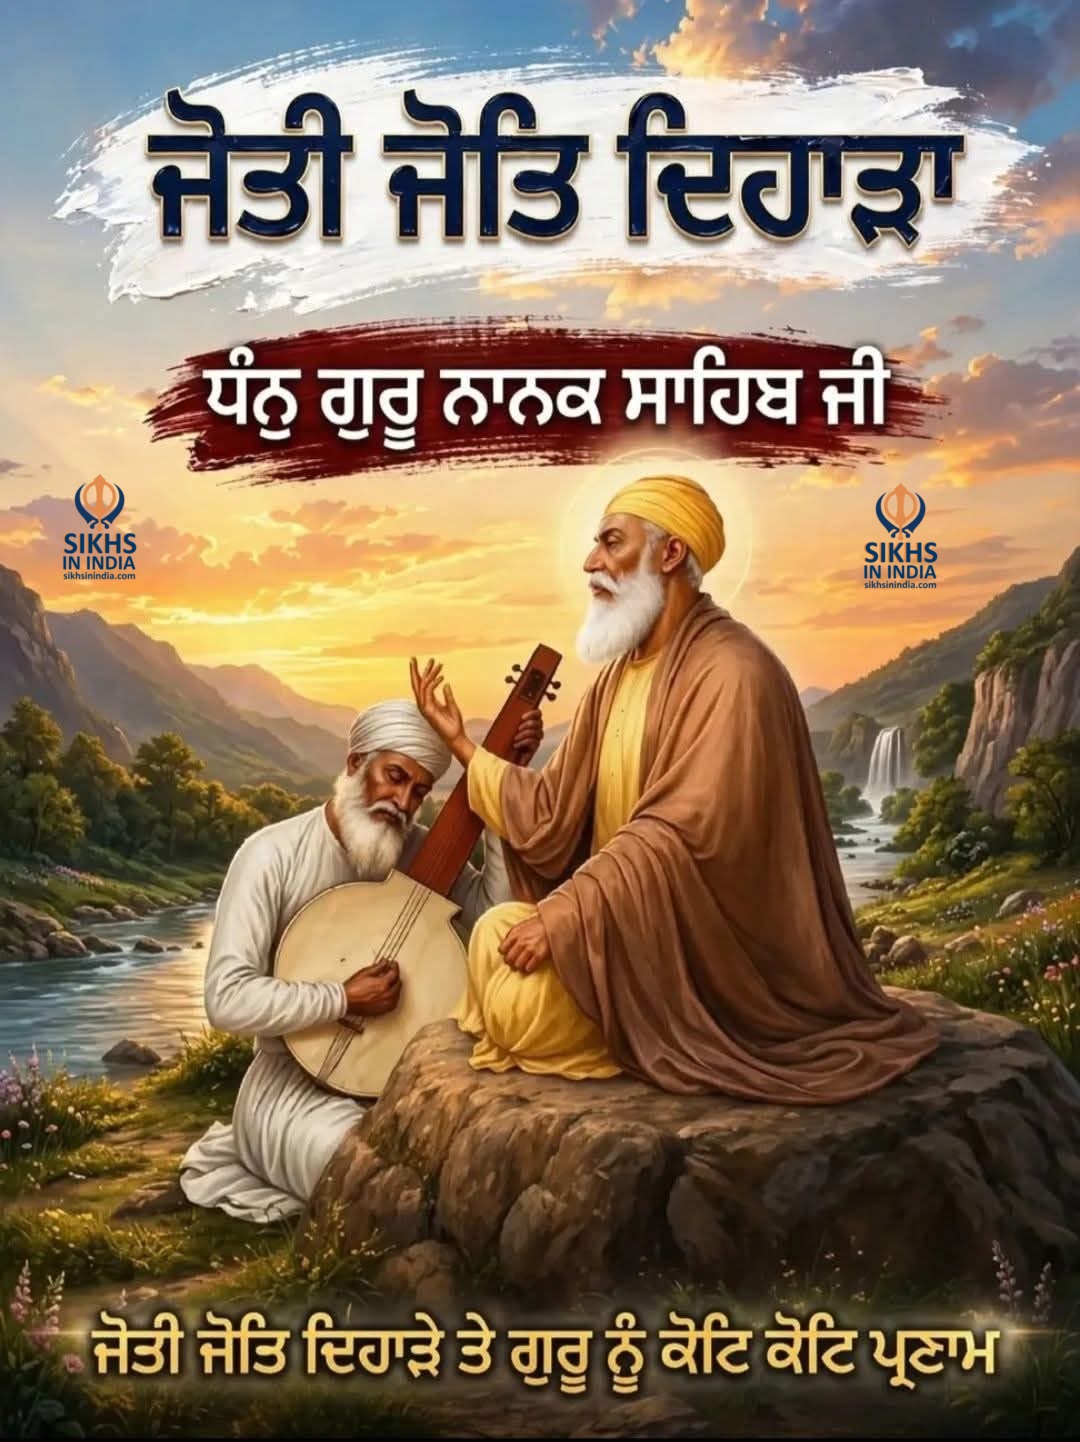 ਜੋਤੀ ਜੋਤਿ ਦਿਹਾੜਾ
ਧੰਨੁ ਗੁਰੂ ਨਾਨਕ ਸਾਹਿਬ ਜੀ
SIKHS
IN INDIA
sikhsinindia.com
SIKHS
IN INDIA
sikhsinindia.com
ਜੋਤੀ ਜੋਤਿ ਦਿਹਾੜੇ ਤੇ ਗੁਰੂ ਨੂੰ ਕੋਟਿ ਕੋਟਿ ਪ੍ਰਣਾਮ